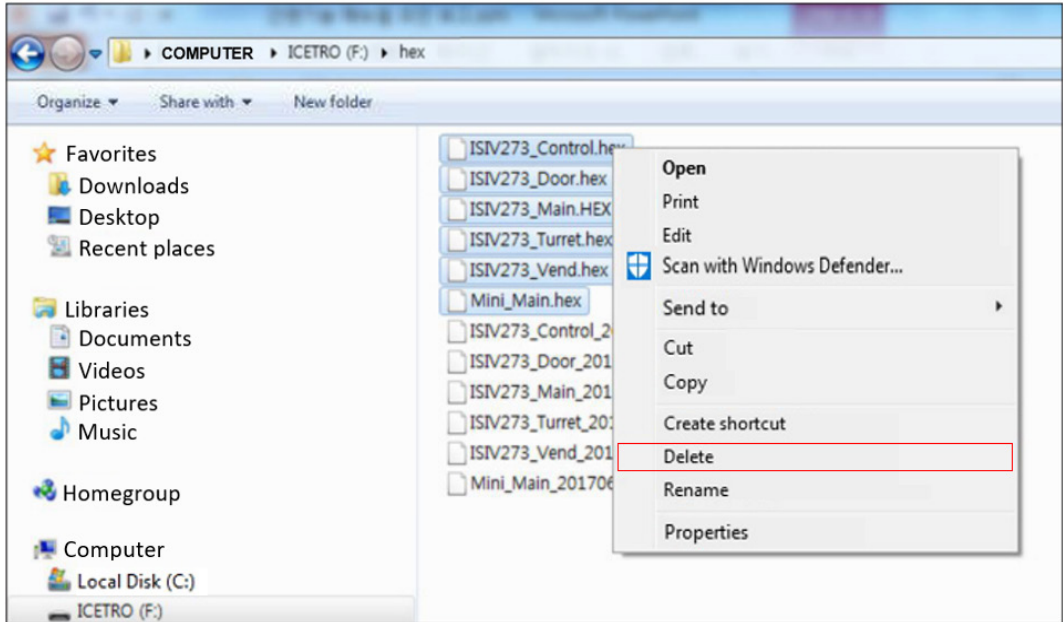 COMPUTER ▸ ICETRO (F:) ▸ hex
Organize Share with New folder
Favorites
Downloads
Desktop
Recent places
Libraries
Documents
Videos
Pictures
Music
Homegroup
Computer
Local Disk (C:)
ICETRO (F:)
ISIV273_Control.hex
ISIV273_Door.hex
ISIV273_Main.HEX
ISIV273_Turret.hex
ISIV273_Vend.hex
Mini_Main.hex
ISIV273_Control_2
ISIV273_Door_201
ISIV273_Main_201
ISIV273_Turret_20
ISIV273_Vend_201
Mini_Main_201706
Open
Print
Edit
Scan with Windows Defender...
Send to
Cut
Copy
Create shortcut
Delete
Rename
Properties